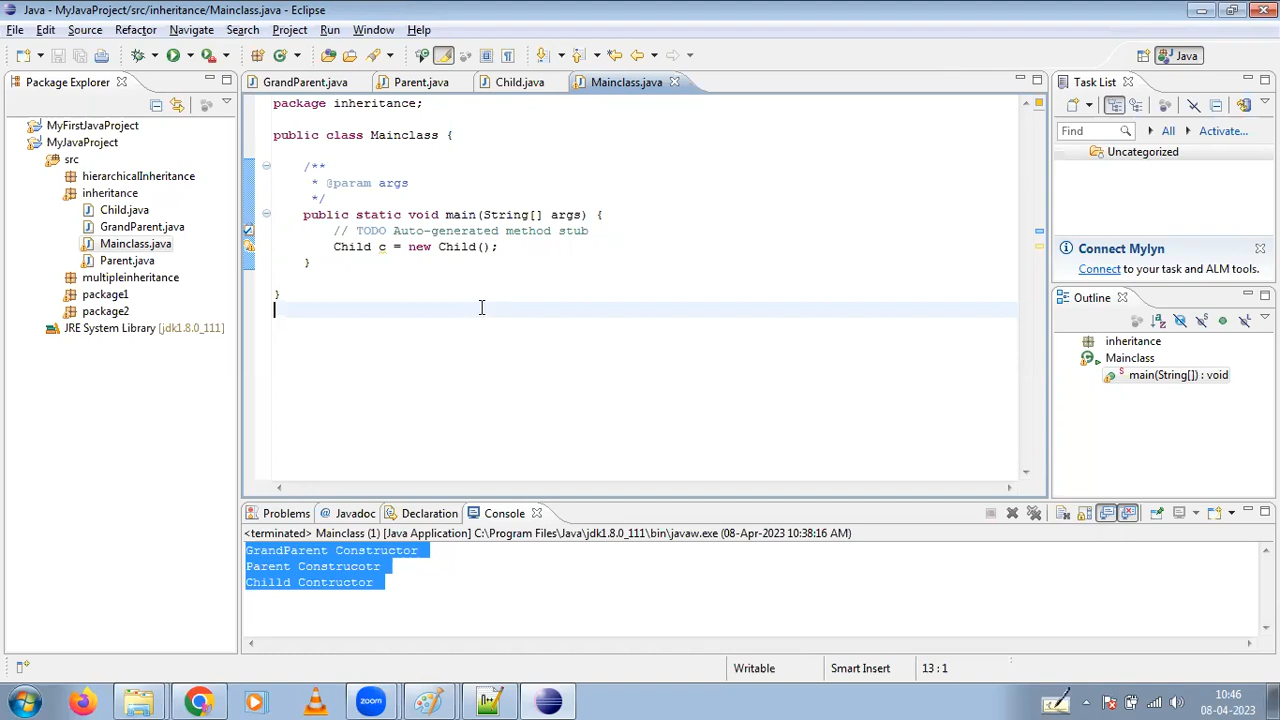 Java - MyJavaProject/src/inheritance/Mainclass.java - Eclipse
File Edit Source Refactor Navigate Search Project Run Window Help
Java
Package Explorer
MyFirstJavaProject
MyJavaProject
src
hierarchicalInheritance
inheritance
Child.java
GrandParent.java
Mainclass.java
Parent.java
multipleinheritance
package1
package2
JRE System Library [jdk1.8.0_111]
GrandParent.java Parent.java Child.java Mainclass.java
package inheritance;
public class Mainclass {
/**
* @param args
*/
public static void main(String[] args) {
// TODO Auto-generated method stub
Child c = new Child();
}
}
Task List
Find All Activate...
Uncategorized
Connect Mylyn
Connect to your task and ALM tools.
Outline
inheritance
Mainclass
main(String[]) : void
Problems Javadoc Declaration Console
<terminated> Mainclass (1) [Java Application] C:\Program Files\Java\jdk1.8.0_111\bin\javaw.exe (08-Apr-2023 10:38:16 AM)
GrandParent Constructor
Parent Construcotr
Chilld Contructor
Writable Smart Insert 13 : 1
zoom
10:46
08-04-2023